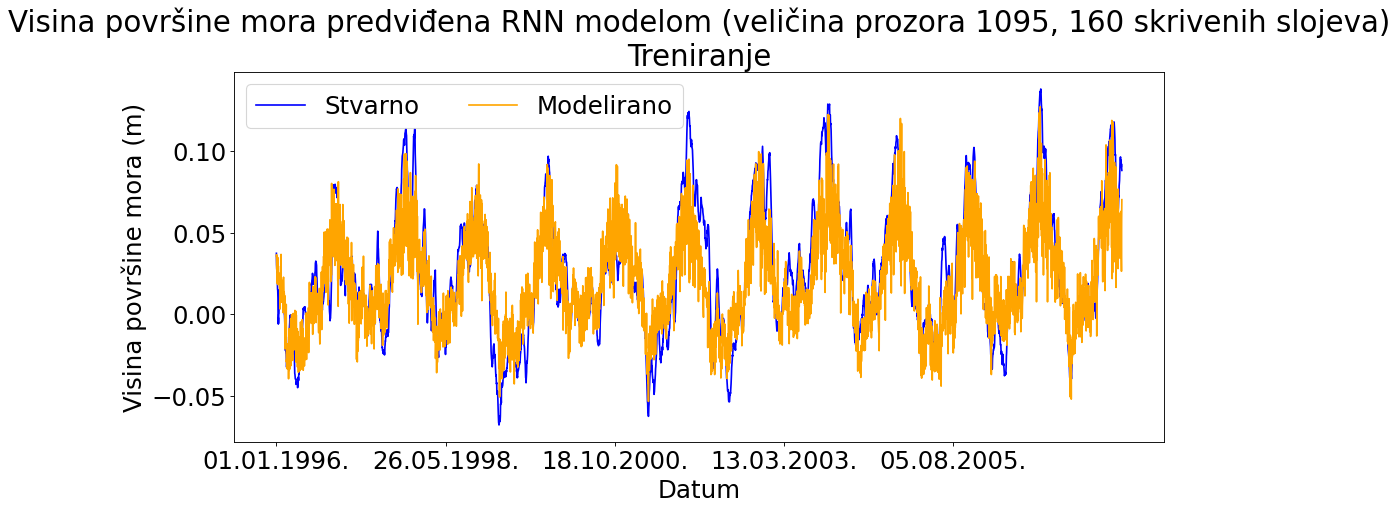 Visina površine mora predviđena RNN modelom (veličina prozora 1095, 160 skrivenih slojeva)
Treniranje
Stvarno Modelirano
Visina površine mora (m)
0.10
0.05
0.00
−0.05
01.01.1996. 26.05.1998. 18.10.2000. 13.03.2003. 05.08.2005.
Datum